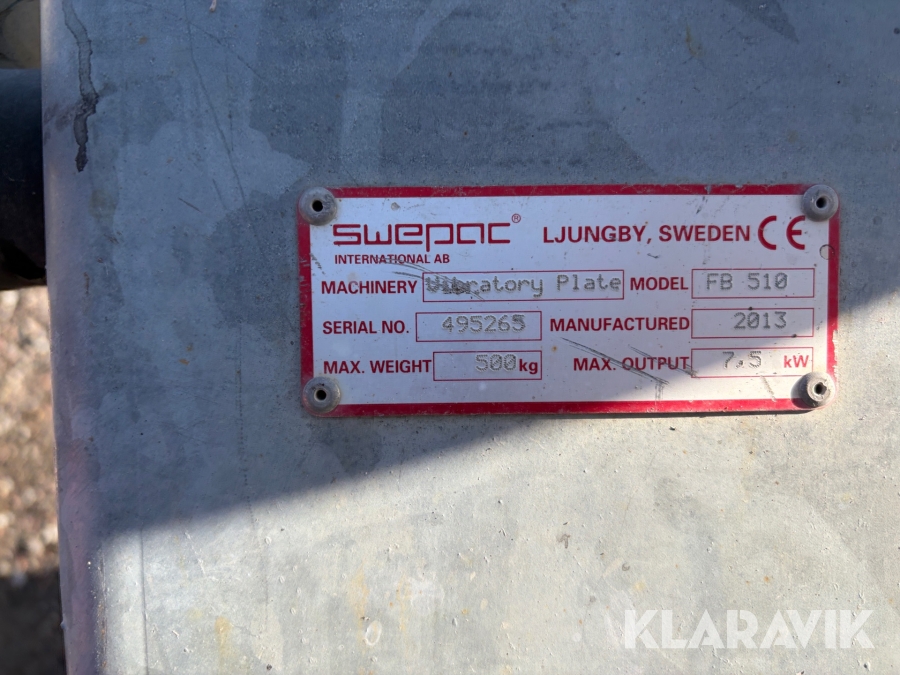 swepac® LJUNGBY, SWEDEN CE
INTERNATIONAL AB
MACHINERY Vibratory Plate MODEL FB 510
SERIAL NO. 495265 MANUFACTURED 2013
MAX. WEIGHT 500kg MAX. OUTPUT 7,5 kW
KLARAVIK